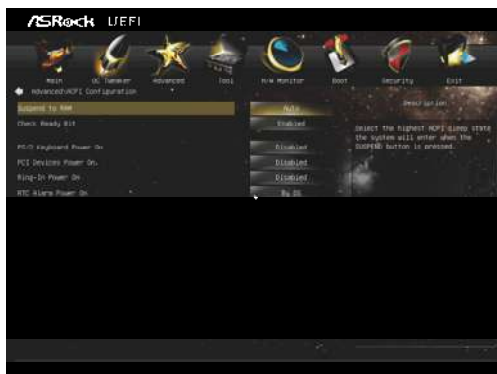 ASRock UEFI
Main OC Tweaker Advanced Tool H/W Monitor Boot Security Exit
Advanced\ACPI Configuration
Suspend to RAM Auto
Check Ready Bit Enabled
PS/2 Keyboard Power On Disabled
PCI Devices Power On. Disabled
Ring-In Power On Disabled
RTC Alarm Power On By OS
Description
Select the highest ACPI sleep state
the system will enter when the
SUSPEND button is pressed.